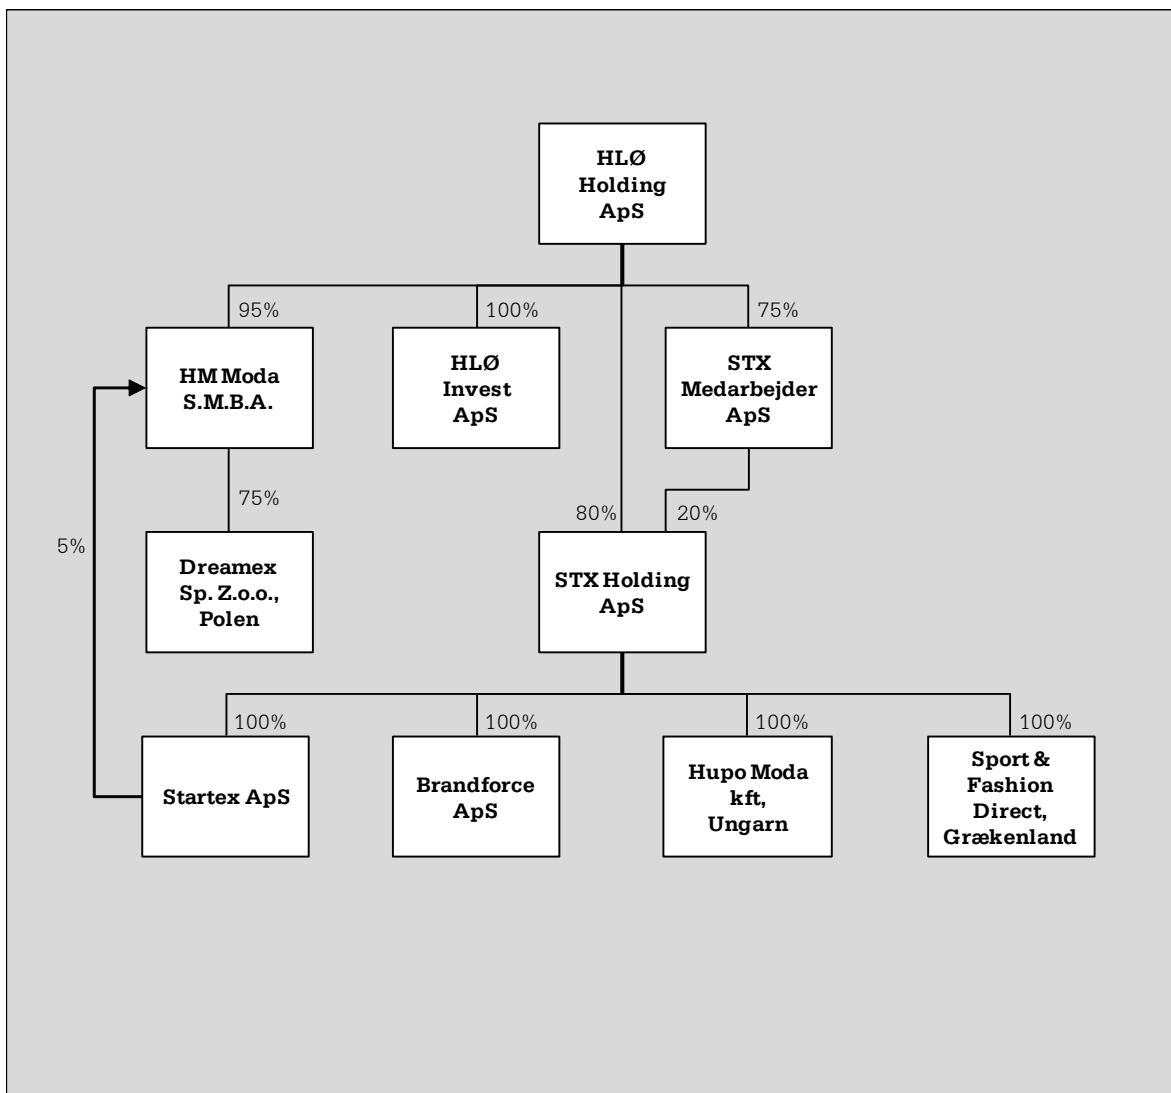 HLØ
Holding
ApS
95%
100%
75%
HM Moda
S.M.B.A.
HLØ
Invest
ApS
STX
Medarbejder
ApS
75%
80%
20%
5%
Dreamex
Sp. Z.o.o.,
Polen
STX Holding
ApS
100%
100%
100%
100%
Startex ApS
Brandforce
ApS
Hupo Moda
kft,
Ungarn
Sport &
Fashion
Direct,
Grækenland